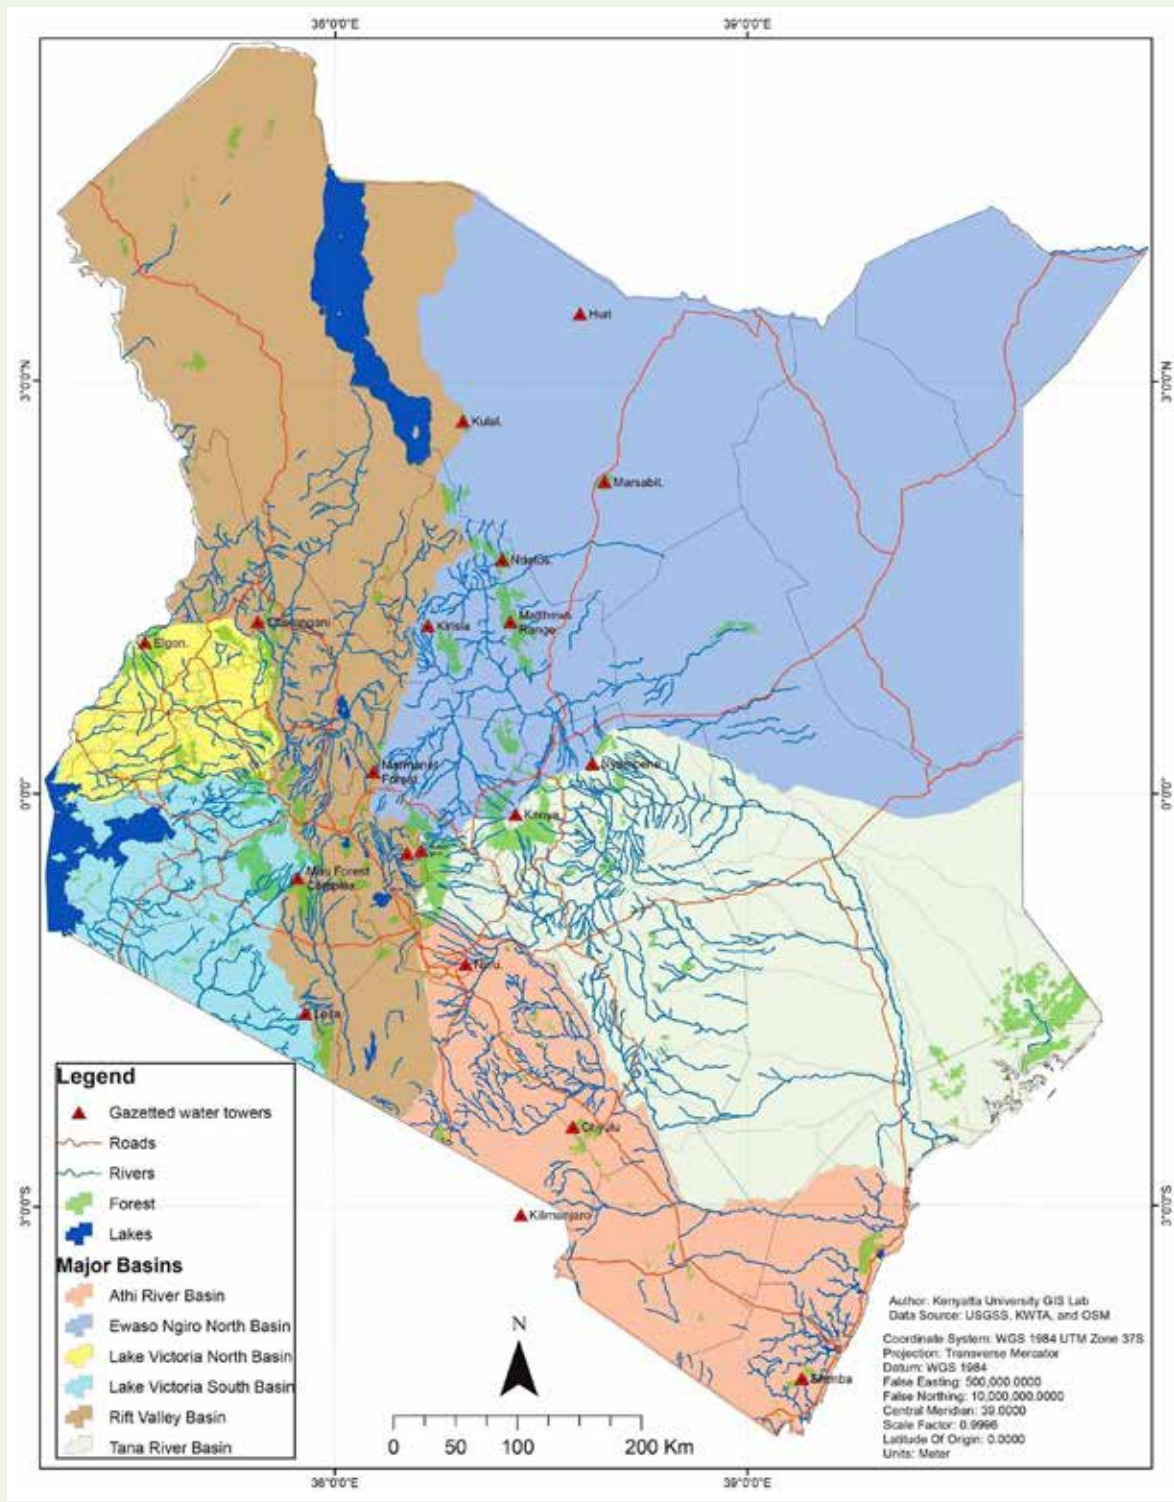 36°0'0"E
39°0'0"E
3°0'0"N
3°0'0"N
0°0'0"
0°0'0"
3°0'0"S
3°0'0"S
Huri
Kulal.
Marsabit.
Ndotos.
Matthews
Range
Kirisia
Elgon.
Marmanet
Forest
Nyambene
Kenya
Mau Forest
Complex
Loita
Chyulu
Kilimanjaro
Shimba
Legend
Gazetted water towers
Roads
Rivers
Forest
Lakes
Major Basins
Athi River Basin
Ewaso Ngiro North Basin
Lake Victoria North Basin
Lake Victoria South Basin
Rift Valley Basin
Tana River Basin
N
0 50 100 200 Km
Author: Kenyatta University GIS Lab
Data Source: USGSS, KWTA, and OSM
Coordinate System: WGS 1984 UTM Zone 37S
Projection: Transverse Mercator
Datum: WGS 1984
False Easting: 500,000.0000
False Northing: 10,000,000.0000
Central Meridian: 39.0000
Scale Factor: 0.9996
Latitude Of Origin: 0.0000
Units: Meter
36°0'0"E
39°0'0"E